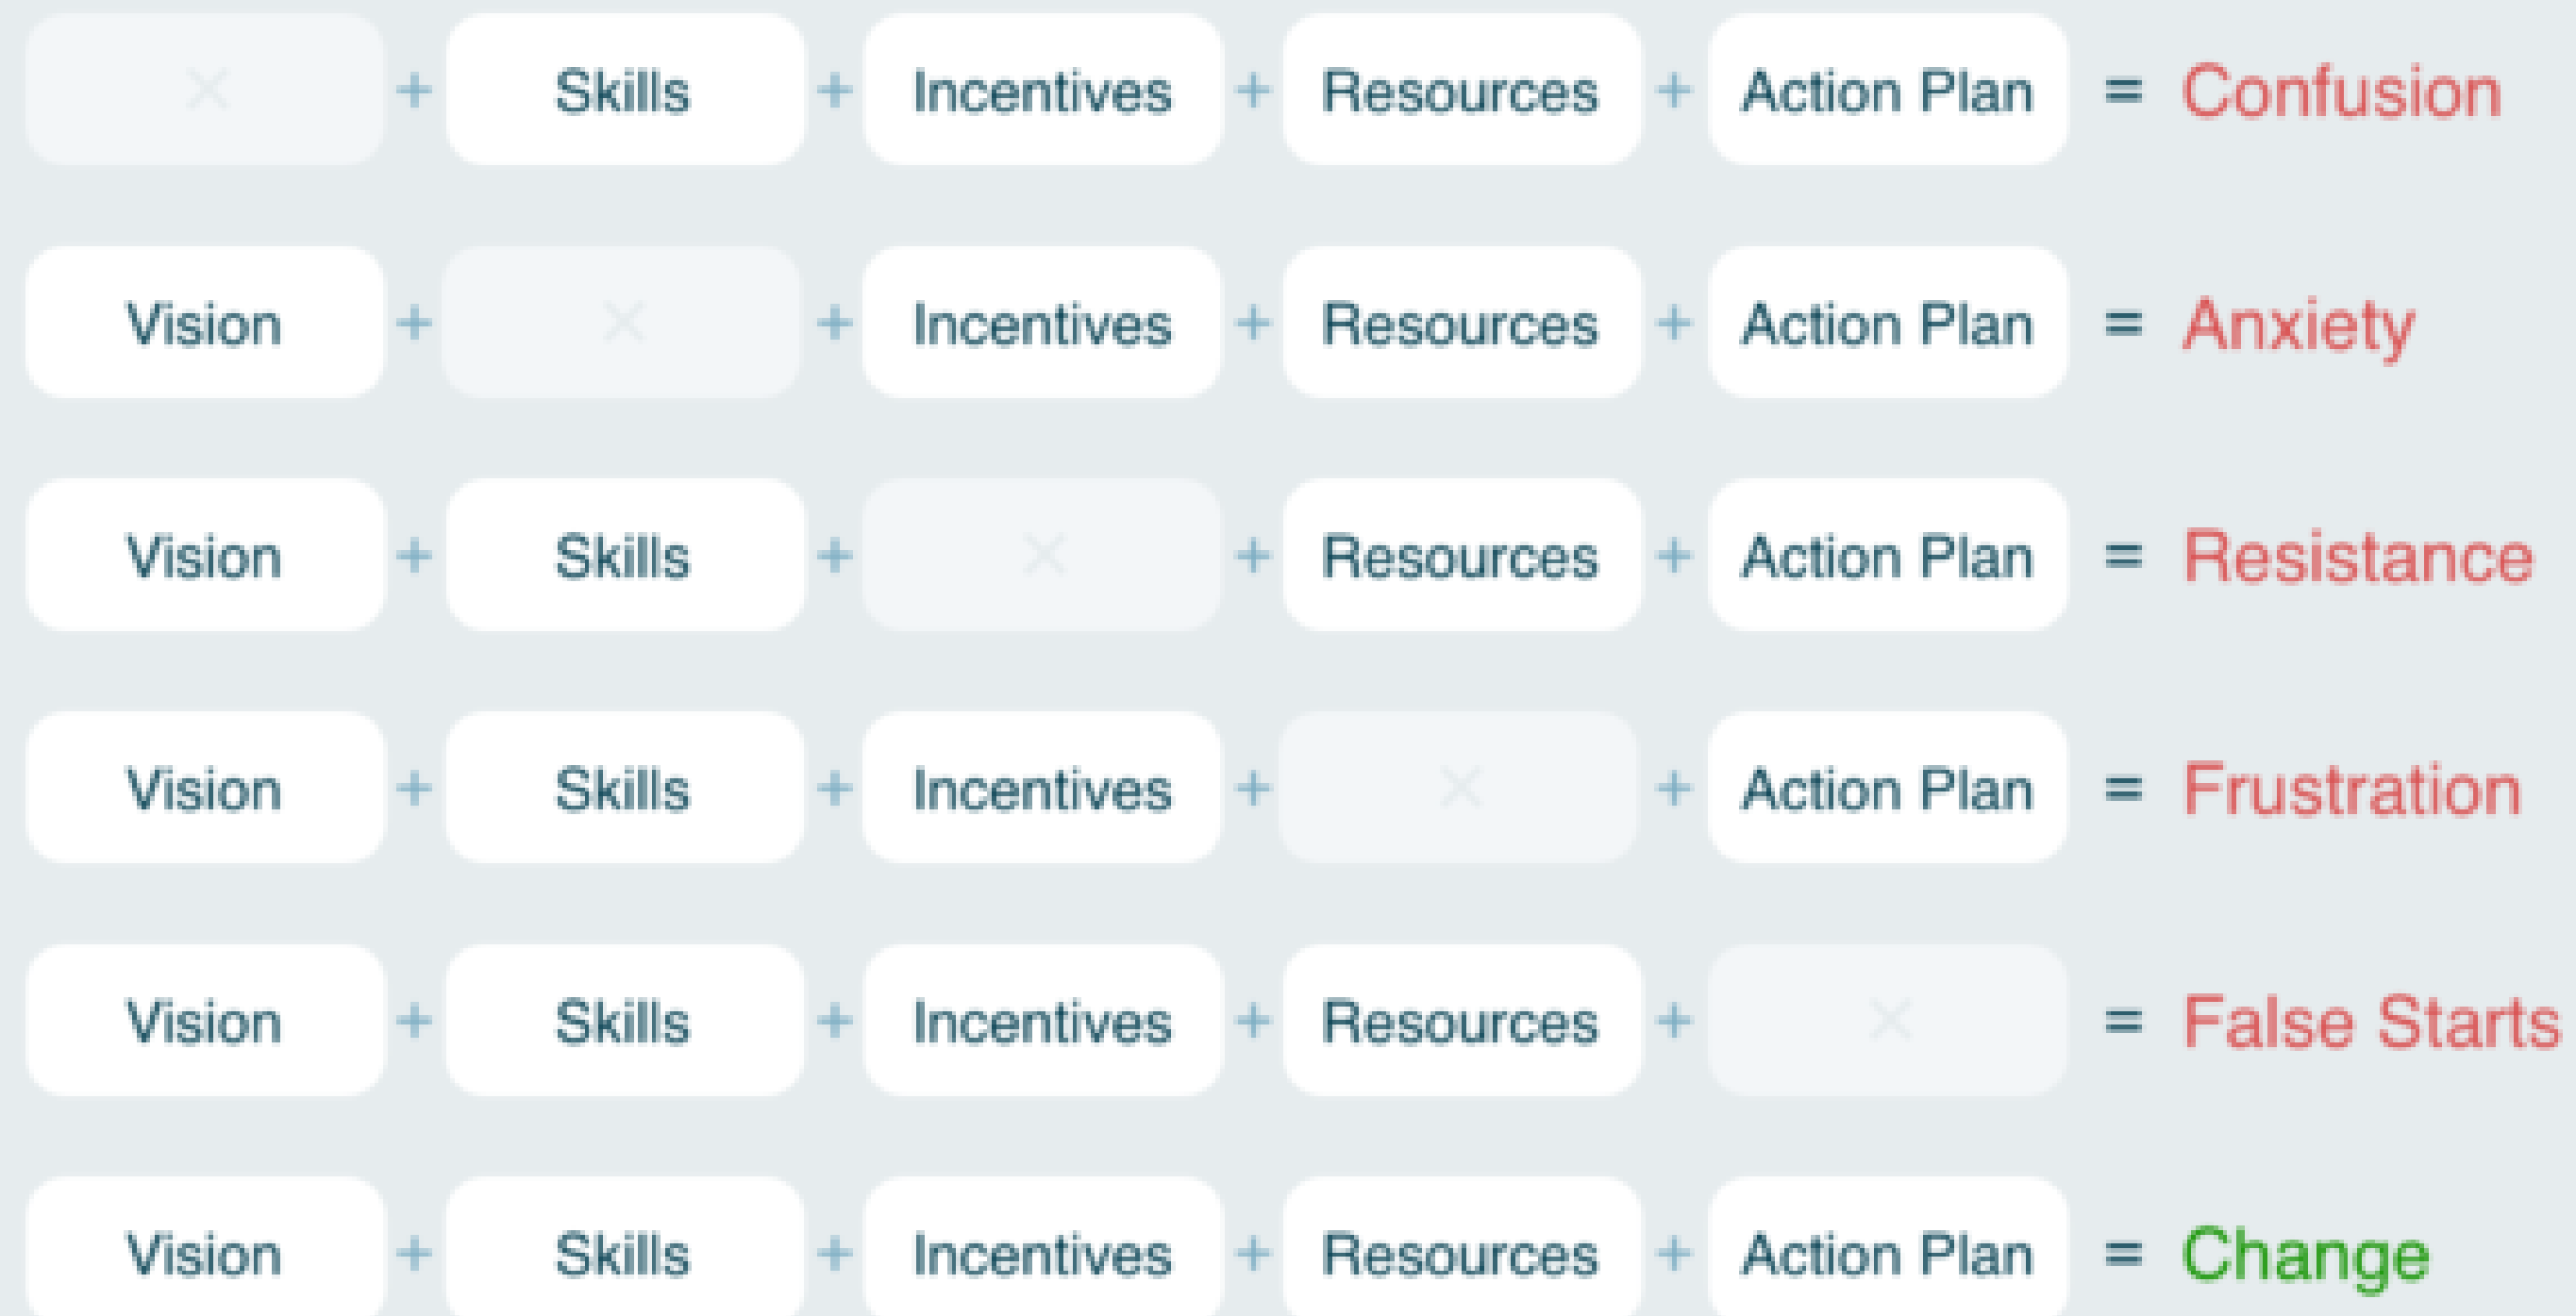 × + Skills + Incentives + Resources + Action Plan = Confusion
Vision + × + Incentives + Resources + Action Plan = Anxiety
Vision + Skills + × + Resources + Action Plan = Resistance
Vision + Skills + Incentives + × + Action Plan = Frustration
Vision + Skills + Incentives + Resources + × = False Starts
Vision + Skills + Incentives + Resources + Action Plan = Change